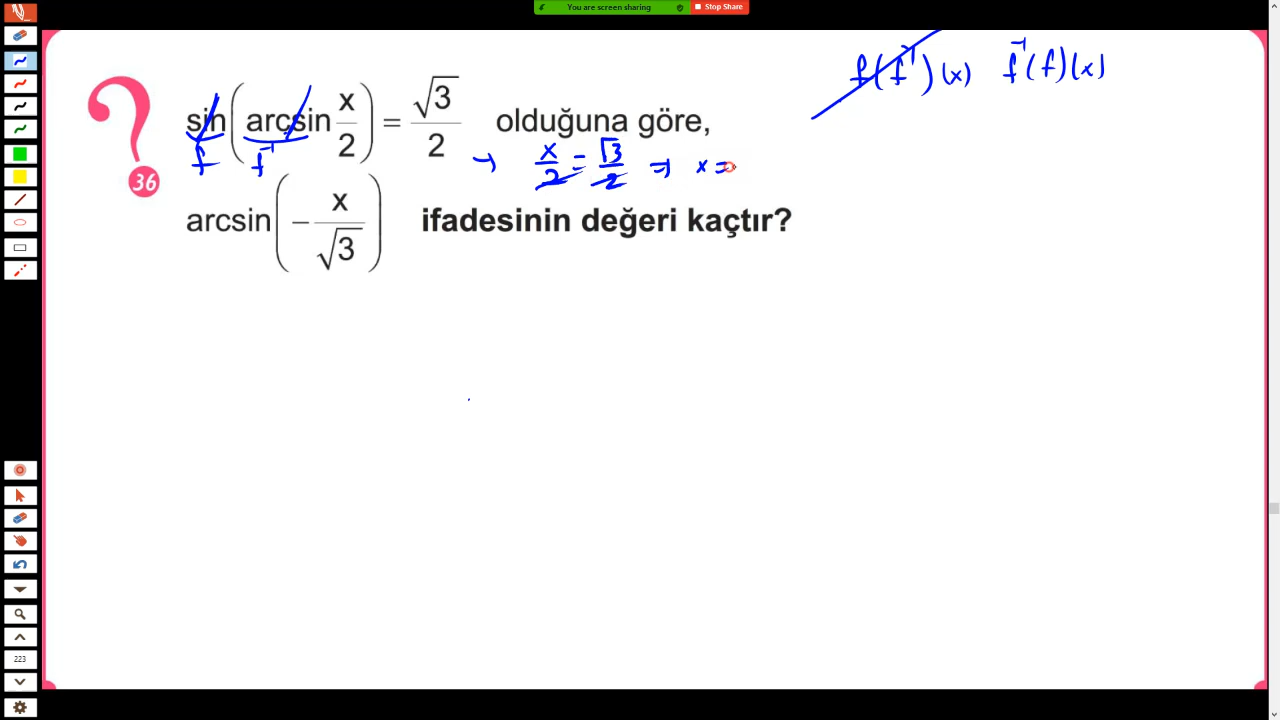 You are screen sharing Stop Share
f(f⁻¹)(x) f⁻¹(f)(x)
sin(arcsin x/2) = √3/2 olduğuna göre,
f f⁻¹ → x/2 = √3/2 ⇒ x =
36
arcsin(− x/√3) ifadesinin değeri kaçtır?
223